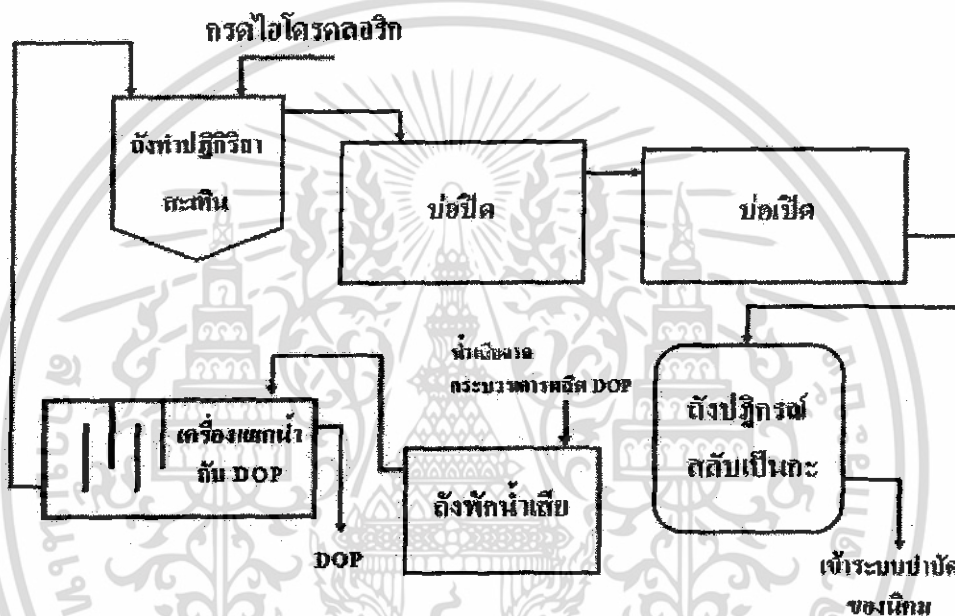 กรดไฮโดรคลอริก
ถังทำปฏิกิริยา
สะเทิน
บ่อปิด
บ่อเปิด
น้ำเสียจาก
กระบวนการผลิต DOP
เครื่องแยกน้ำ
กับ DOP
ถังพักน้ำเสีย
DOP
ถังปฏิกรณ์
สลับเป็นกะ
เข้าระบบบำบัด
ของนิคม